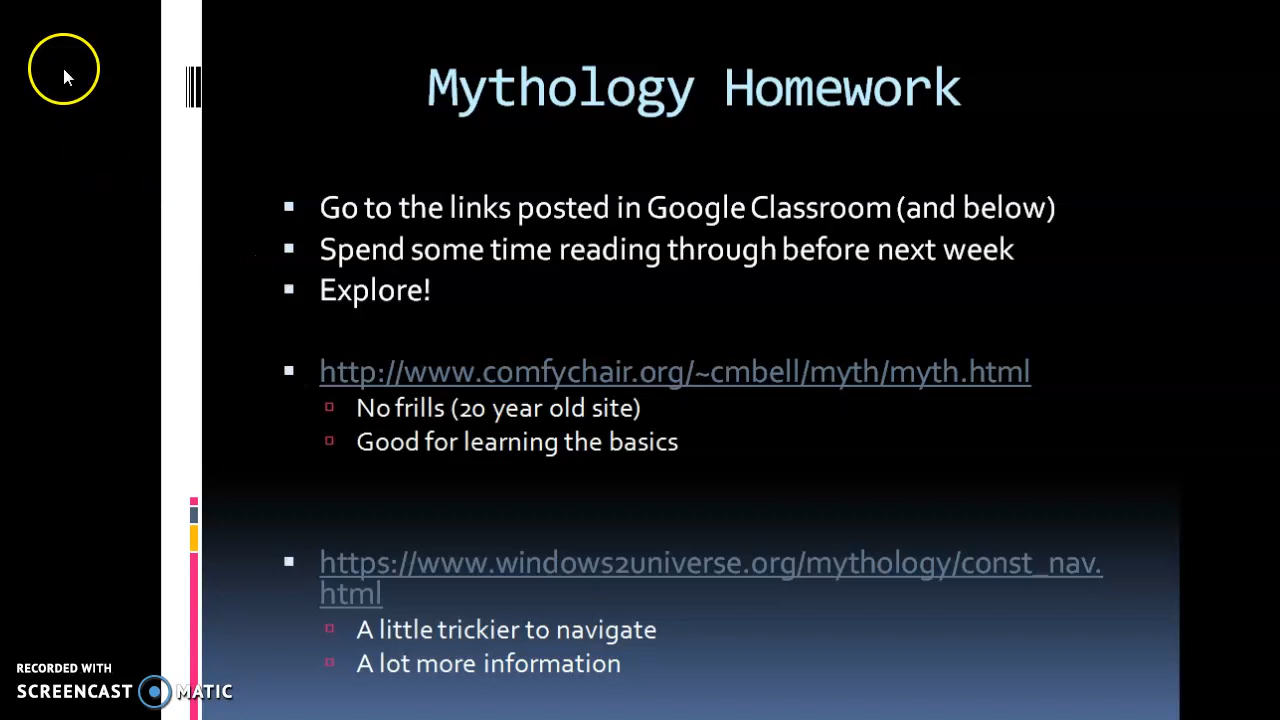 Mythology Homework
Go to the links posted in Google Classroom (and below)
Spend some time reading through before next week
Explore!
http://www.comfychair.org/~cmbell/myth/myth.html
No frills (20 year old site)
Good for learning the basics
https://www.windows2universe.org/mythology/const_nav.
html
A little trickier to navigate
A lot more information
RECORDED WITH
SCREENCAST MATIC